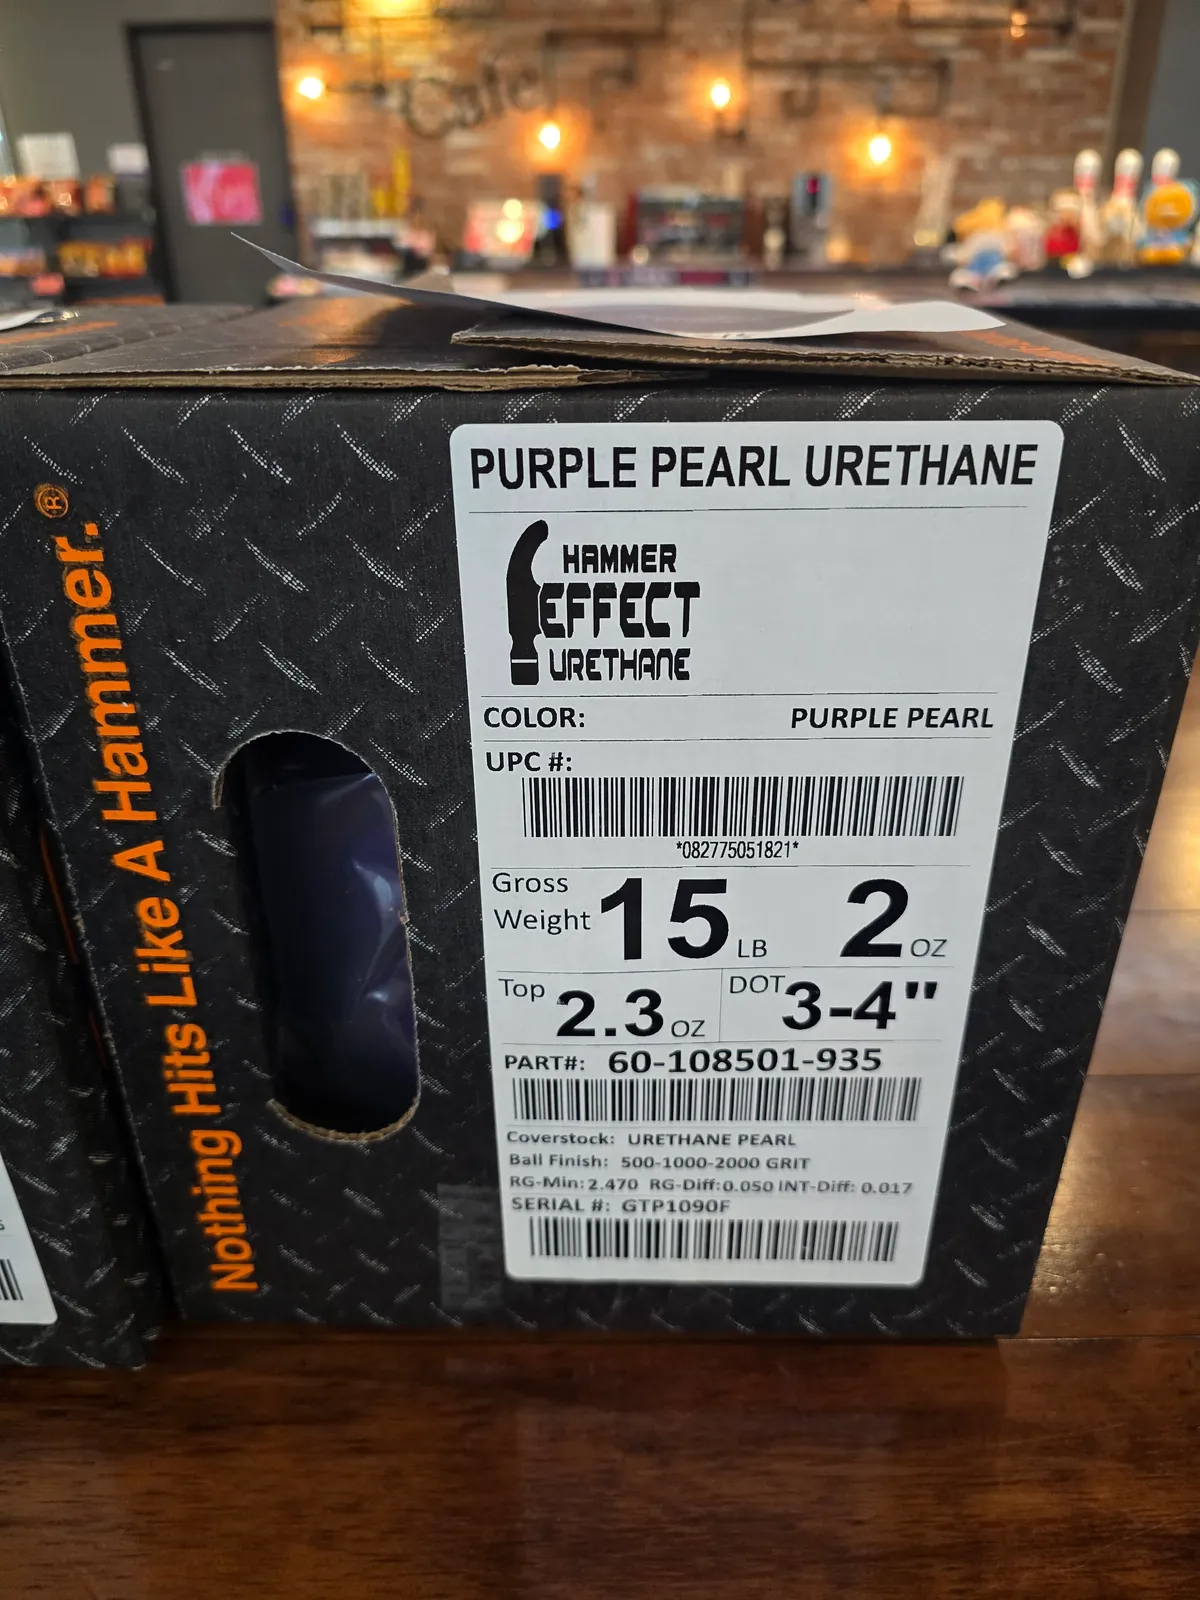 Cafe
Nothing Hits Like A Hammer.®
PURPLE PEARL URETHANE
HAMMER
EFFECT
URETHANE
COLOR: PURPLE PEARL
UPC #:
*082775051821*
Gross Weight 15 LB 2 OZ
Top 2.3 OZ DOT 3-4"
PART#: 60-108501-935
Coverstock: URETHANE PEARL
Ball Finish: 500-1000-2000 GRIT
RG-Min: 2.470 RG-Diff: 0.050 INT-Diff: 0.017
SERIAL #: GTP1090F